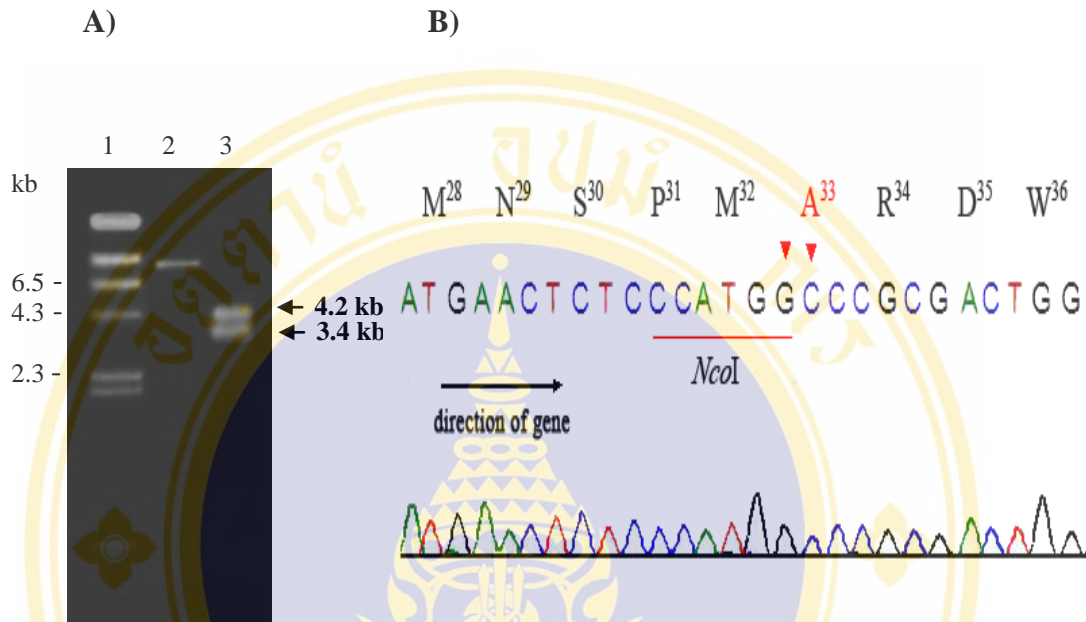 A)
B)
1 2 3
kb
M28 N29 S30 P31 M32 A33 R34 D35 W36
6.5 -
4.3 -
2.3 -
4.2 kb
3.4 kb
ATGAACTCTCCCATGGCCCGCGACTGG
NcoI
direction of gene